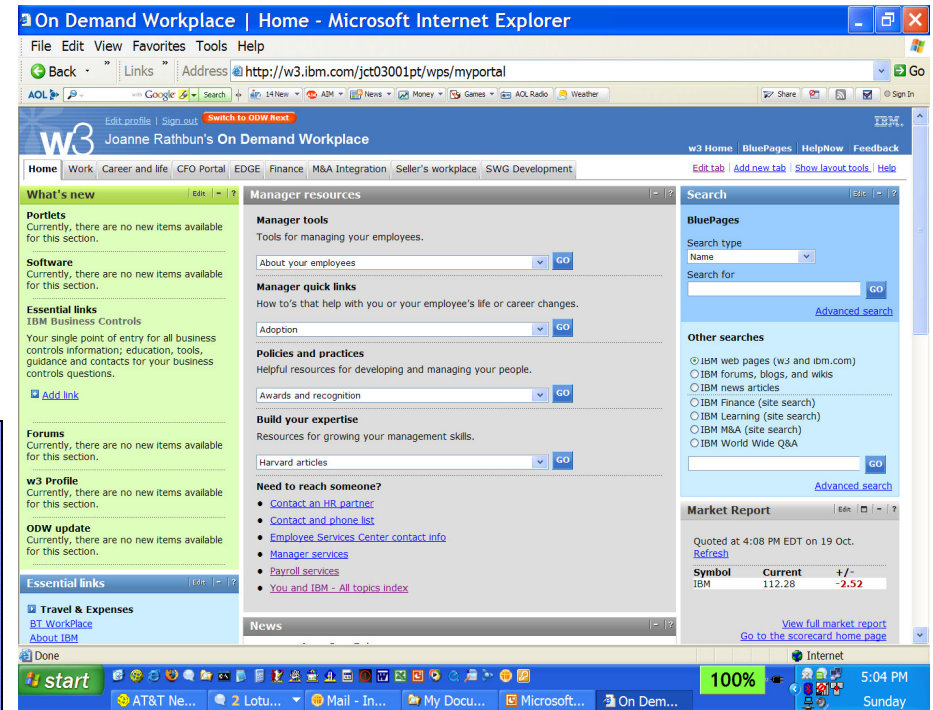 On Demand Workplace | Home - Microsoft Internet Explorer
File Edit View Favorites Tools Help
Back Links Address http://w3.ibm.com/jct03001pt/wps/myportal Go
AOL Google Search 14 New AIM News Money Games AOL Radio Weather Share Sign In
Edit profile | Sign out Switch to ODW Next IBM.
w3 Joanne Rathbun's On Demand Workplace
w3 Home BluePages HelpNow Feedback
Home Work Career and life CFO Portal EDGE Finance M&A Integration Seller's workplace SWG Development Edit tab | Add new tab | Show layout tools | Help
What's new Edit - ?
Portlets
Currently, there are no new items available
for this section.
Software
Currently, there are no new items available
for this section.
Essential links
IBM Business Controls
Your single point of entry for all business
controls information; education, tools,
guidance and contacts for your business
controls questions.
Add link
Forums
Currently, there are no new items available
for this section.
w3 Profile
Currently, there are no new items available
for this section.
ODW update
Currently, there are no new items available
for this section.
Essential links Edit - ?
Travel & Expenses
BT WorkPlace
About IBM
Manager resources - ?
Manager tools
Tools for managing your employees.
About your employees GO
Manager quick links
How to's that help with you or your employee's life or career changes.
Adoption GO
Policies and practices
Helpful resources for developing and managing your people.
Awards and recognition GO
Build your expertise
Resources for growing your management skills.
Harvard articles GO
Need to reach someone?
• Contact an HR partner
• Contact and phone list
• Employee Services Center contact info
• Manager services
• Payroll services
• You and IBM - All topics index
News - ?
Search Edit - ?
BluePages
Search type
Name
Search for
GO
Advanced search
Other searches
IBM web pages (w3 and ibm.com)
IBM forums, blogs, and wikis
IBM news articles
IBM Finance (site search)
IBM Learning (site search)
IBM M&A (site search)
IBM World Wide Q&A
GO
Advanced search
Market Report Edit - ?
Quoted at 4:08 PM EDT on 19 Oct.
Refresh
Symbol Current +/-
IBM 112.28 -2.52
View full market report
Go to the scorecard home page
Done Internet
start 100% 5:04 PM
AT&T Ne... 2 Lotu... Mail - In... My Docu... Microsoft... On Dem... Sunday